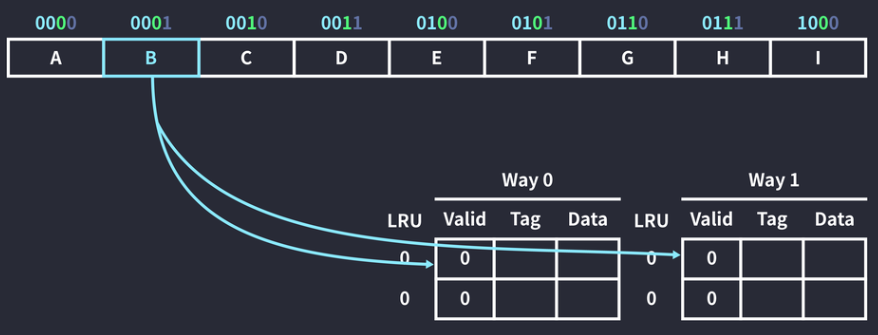 0000 0001 0010 0011 0100 0101 0110 0111 1000
A B C D E F G H I
Way 0 Way 1
LRU Valid Tag Data LRU Valid Tag Data
0 0 0 0
0 0 0 0